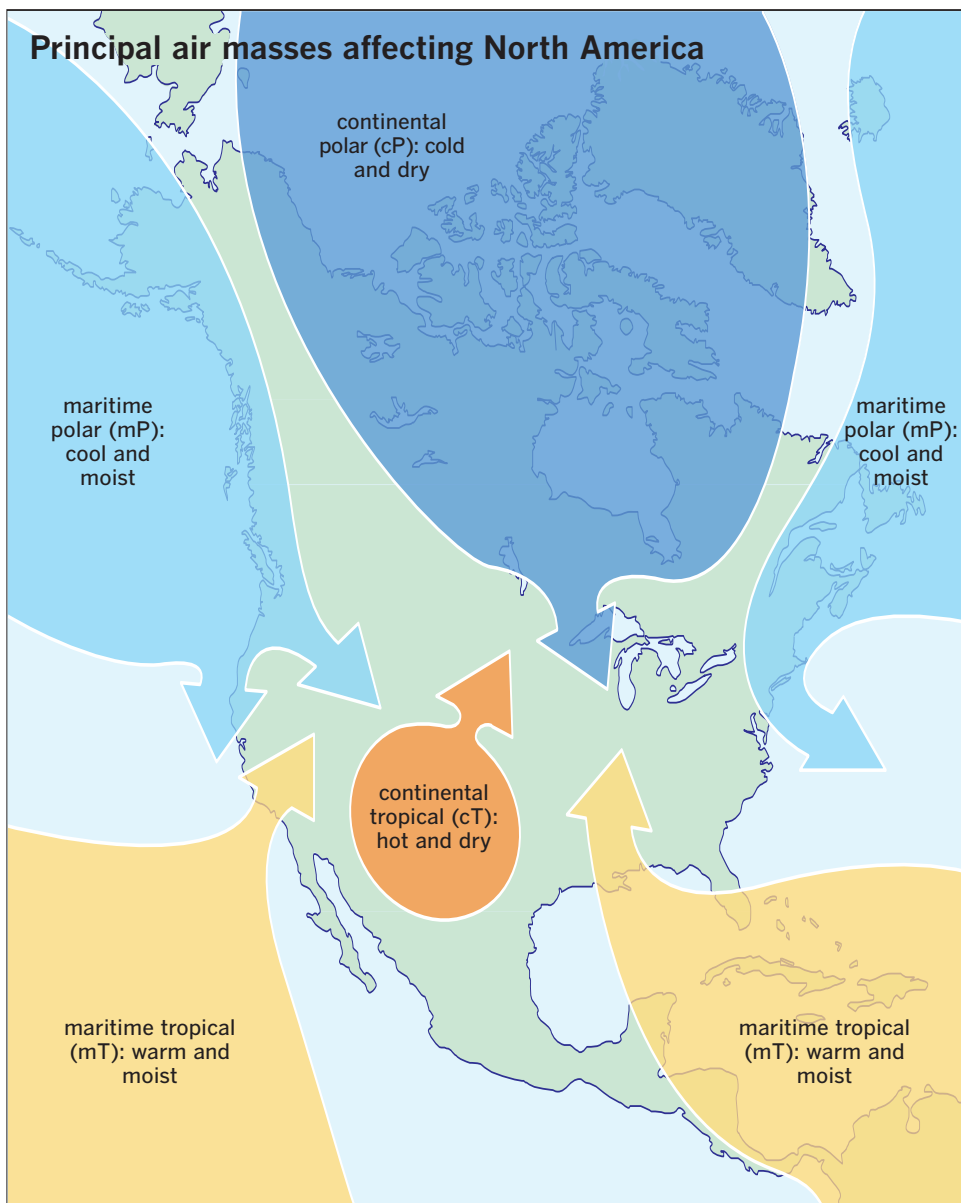 Principal air masses affecting North America
continental
polar (cP): cold
and dry
maritime
polar (mP):
cool and
moist
maritime
polar (mP):
cool and
moist
continental
tropical (cT):
hot and dry
maritime tropical
(mT): warm and
moist
maritime tropical
(mT): warm and
moist